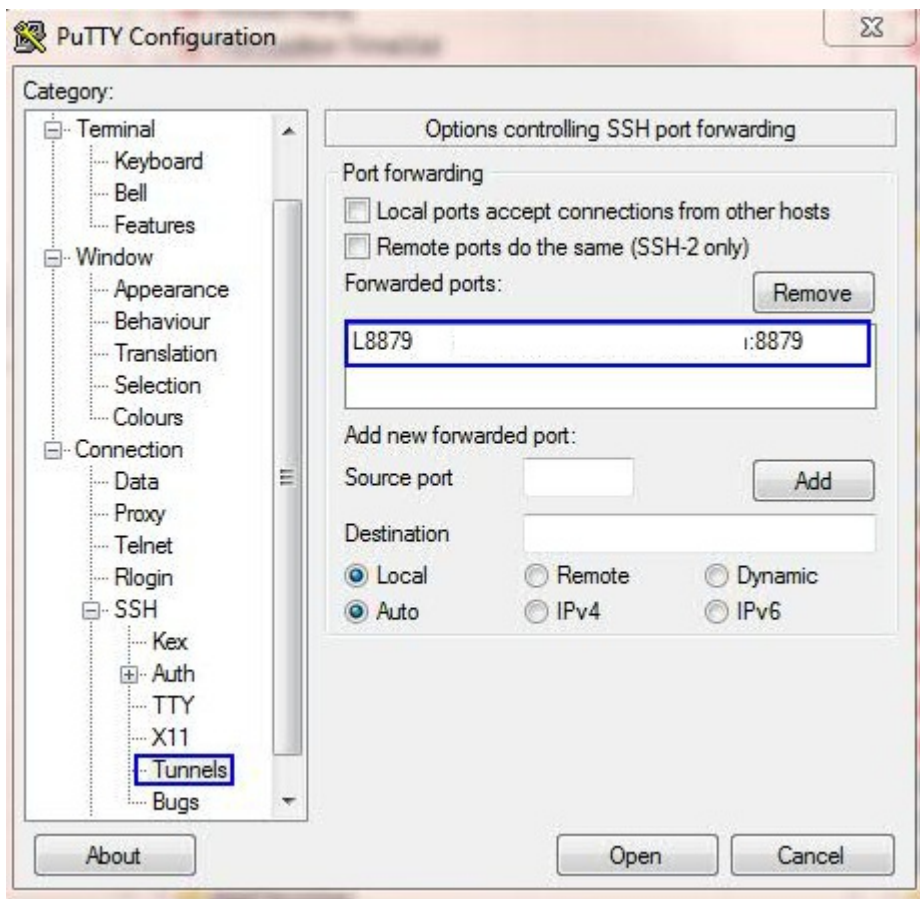 PuTTY Configuration
Category:
Terminal
Keyboard
Bell
Features
Window
Appearance
Behaviour
Translation
Selection
Colours
Connection
Data
Proxy
Telnet
Rlogin
SSH
Kex
Auth
TTY
X11
Tunnels
Bugs
Options controlling SSH port forwarding
Port forwarding
Local ports accept connections from other hosts
Remote ports do the same (SSH-2 only)
Forwarded ports:
Remove
L8879 :8879
Add new forwarded port:
Source port
Add
Destination
Local Remote Dynamic
Auto IPv4 IPv6
About Open Cancel